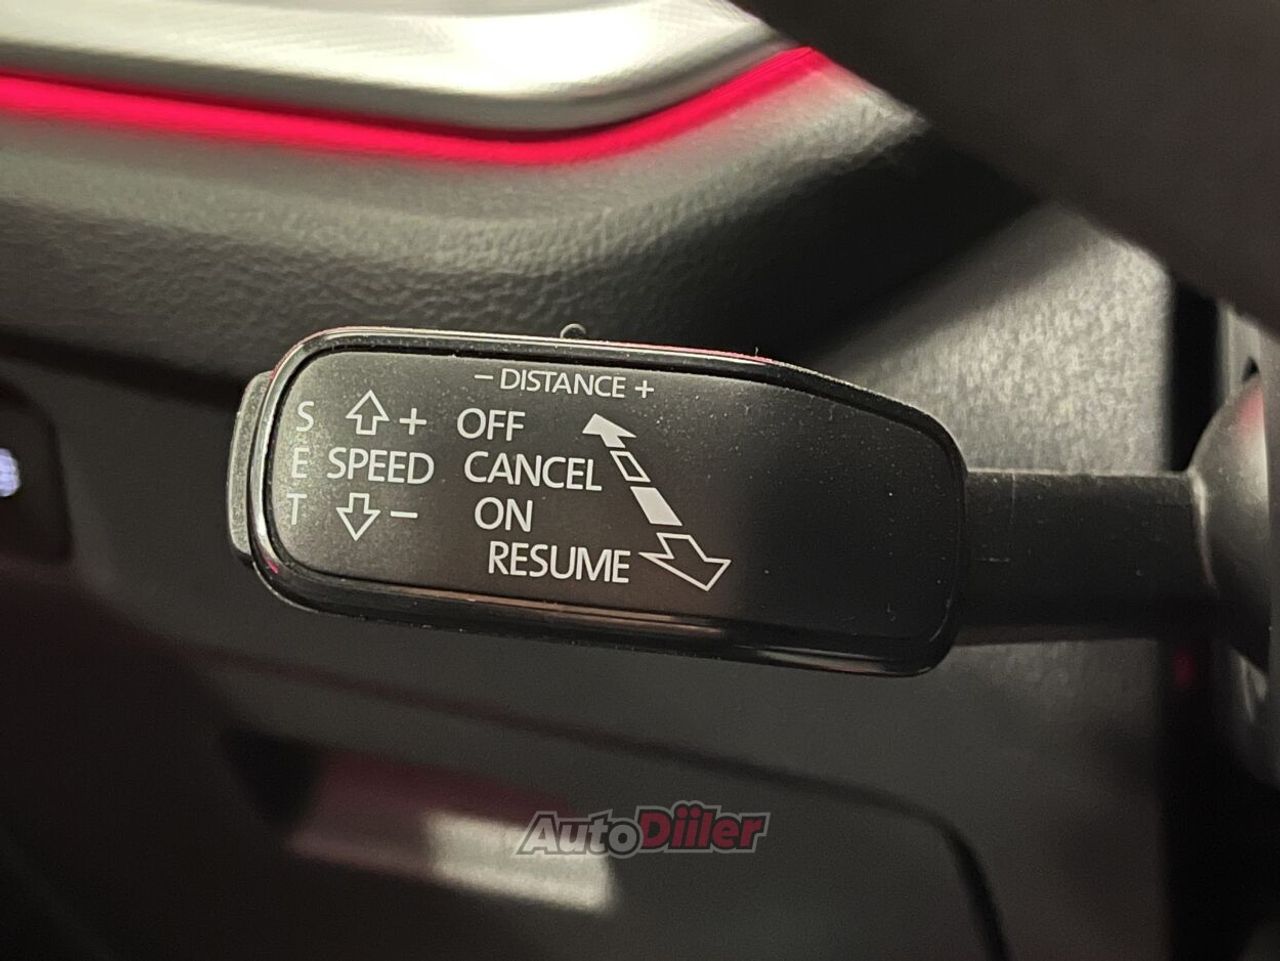 – DISTANCE +
S + OFF
E SPEED CANCEL
T – ON
RESUME
AutoDiiler